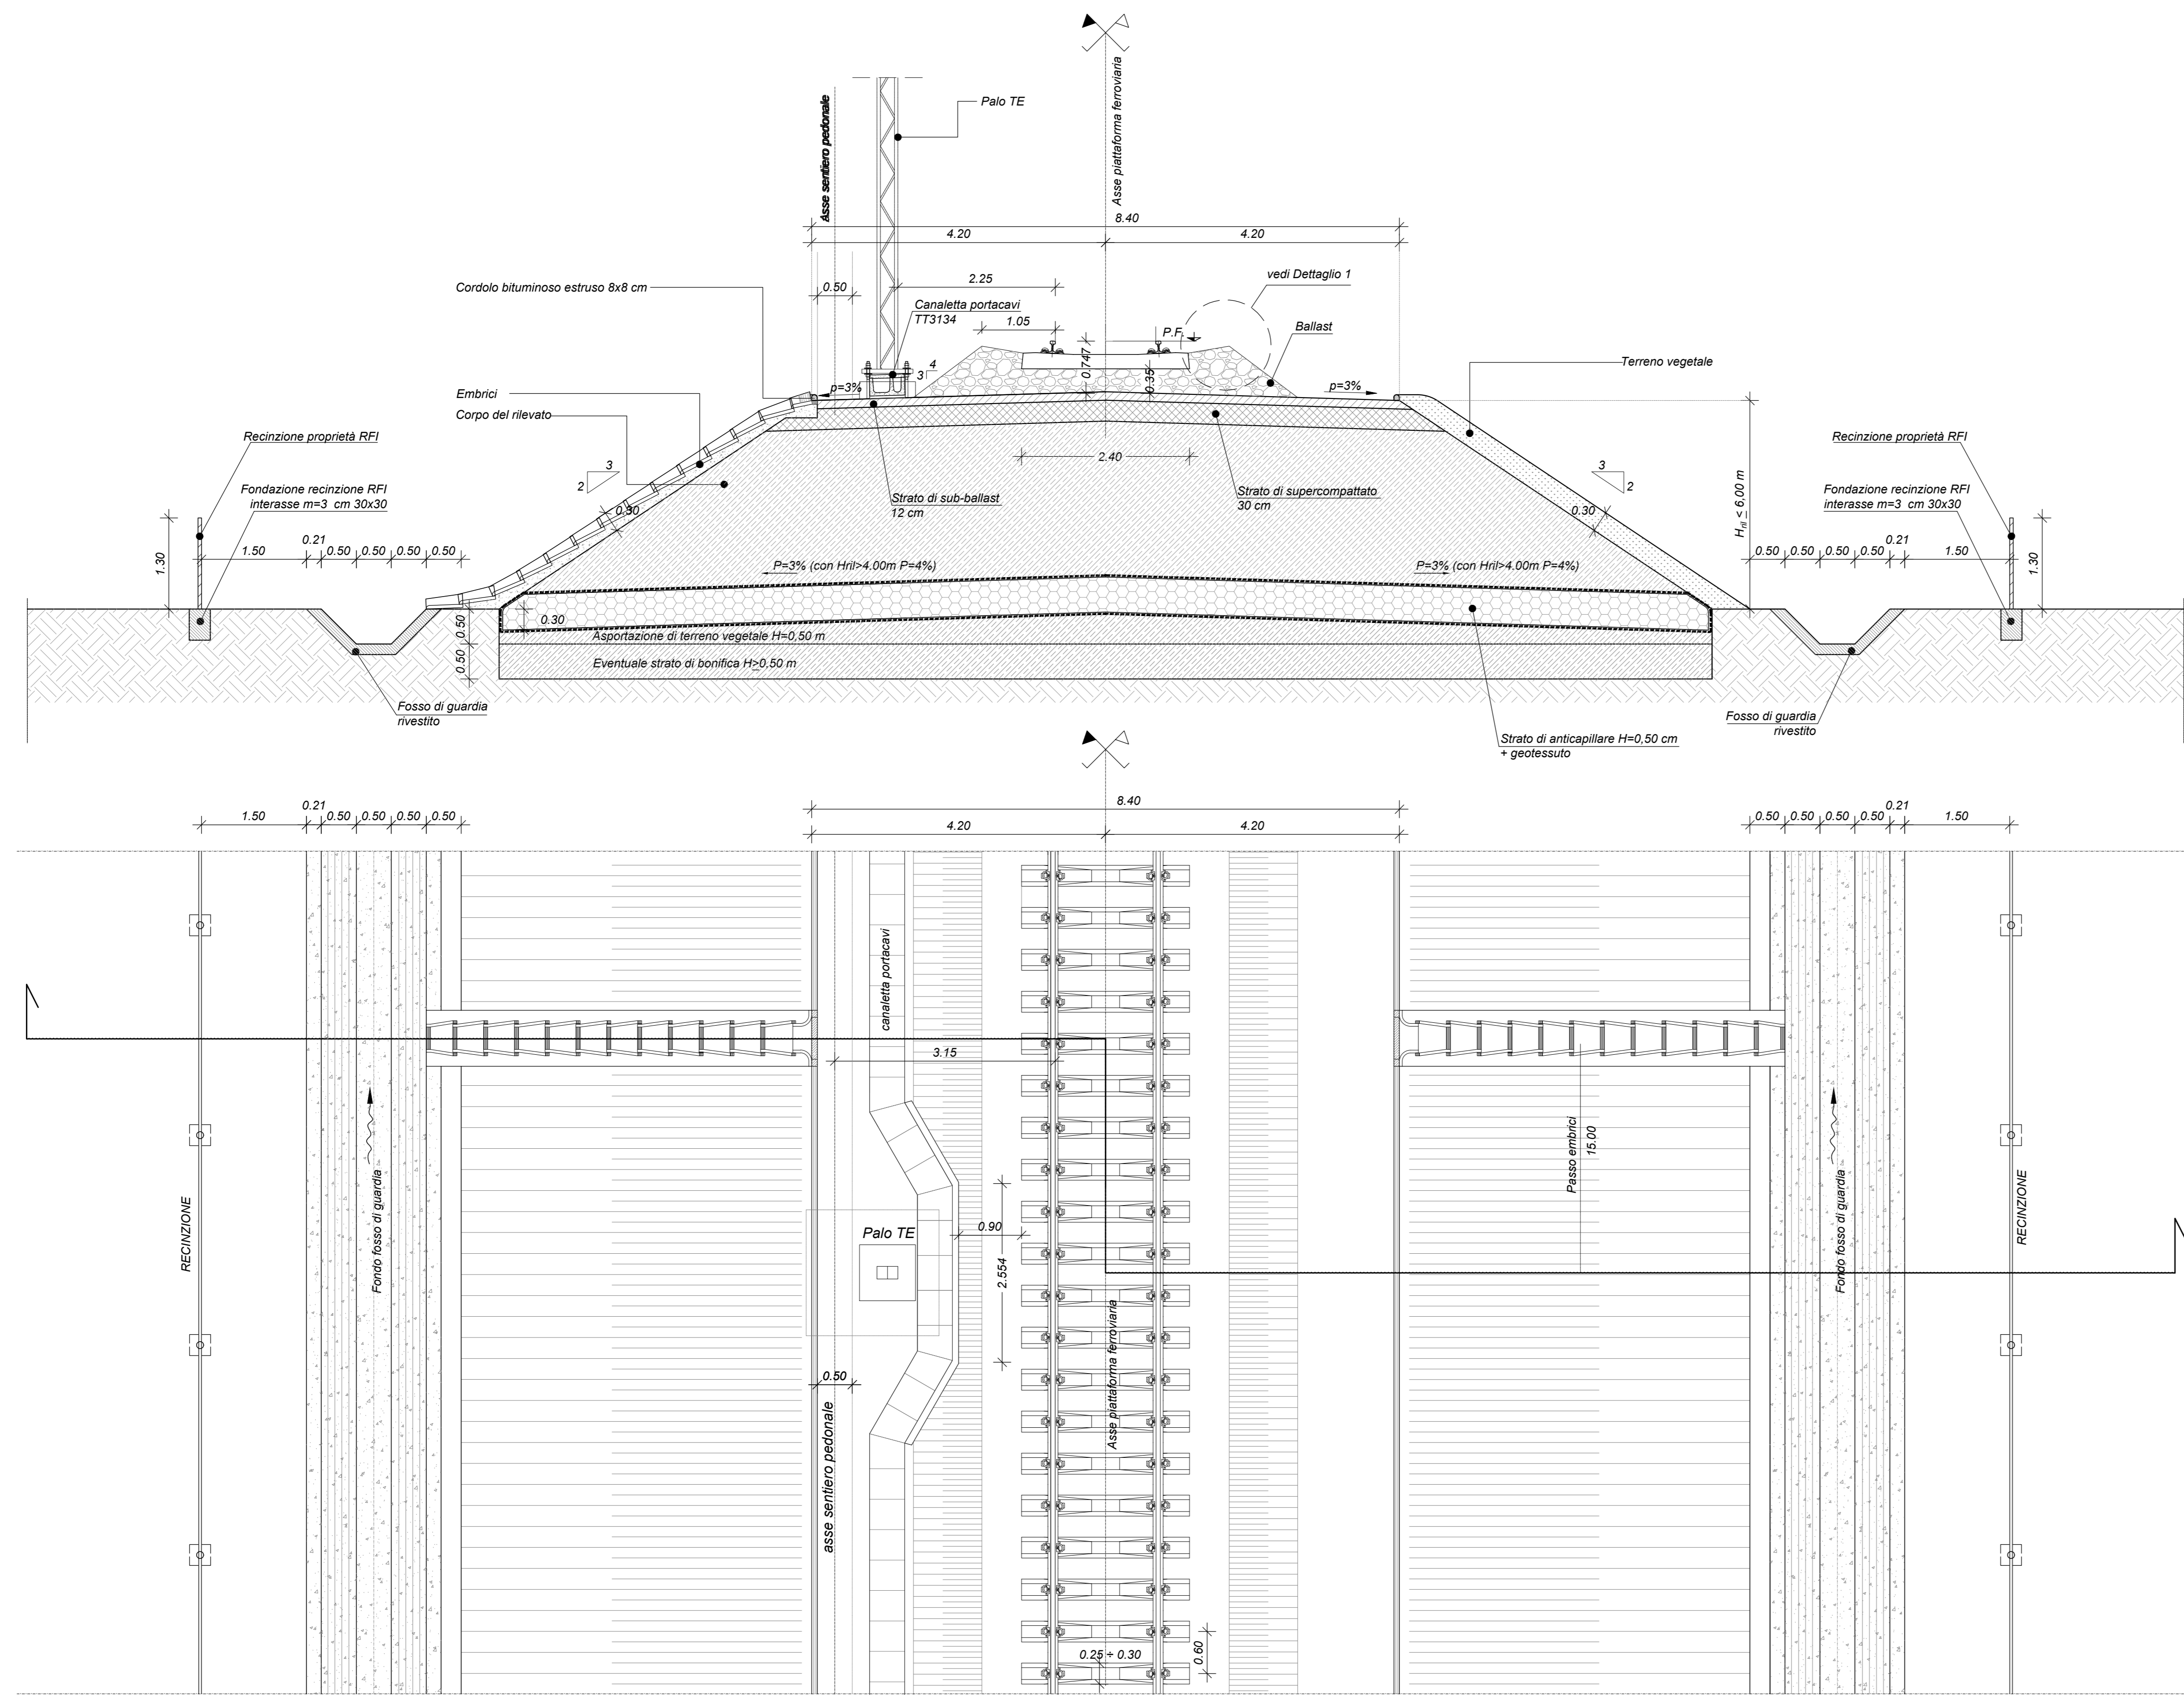 Asse piattaforma ferroviaria
Asse sentiero pedonale
Palo TE
8.40
4.20
4.20
2.25
0.50
vedi Dettaglio 1
Cordolo bituminoso estruso 8x8 cm
Canaletta portacavi
TT3134
1.05
P.F.
Ballast
0.747
0.35
4
3
p=3%
p=3%
Terreno vegetale
Embrici
Corpo del rilevato
Recinzione proprietà RFI
Recinzione proprietà RFI
3
2
2.40
3
2
Fondazione recinzione RFI
interasse m=3 cm 30x30
Strato di sub-ballast
12 cm
Strato di supercompattato
30 cm
Fondazione recinzione RFI
interasse m=3 cm 30x30
H ril < 6,00 m
0.30
0.30
1.30
1.50
0.21
0.50
0.50
0.50
0.50
0.50
0.50
0.50
0.50
0.21
1.50
1.30
P=3% (con Hril>4.00m P=4%)
P=3% (con Hril>4.00m P=4%)
0.50
0.30
0.50
Asportazione di terreno vegetale H=0,50 m
Eventuale strato di bonifica H≥0,50 m
Fosso di guardia
rivestito
Fosso di guardia
rivestito
Strato di anticapillare H=0,50 cm
+ geotessuto
1.50
0.21
0.50
0.50
0.50
0.50
8.40
4.20
4.20
0.50
0.50
0.50
0.50
0.21
1.50
canaletta portacavi
3.15
Passo embrici
15.00
RECINZIONE
Fondo fosso di guardia
Palo TE
0.90
2.554
Fondo fosso di guardia
RECINZIONE
0.50
asse sentiero pedonale
Asse piattaforma ferroviaria
0.60
0.25 ÷ 0.30